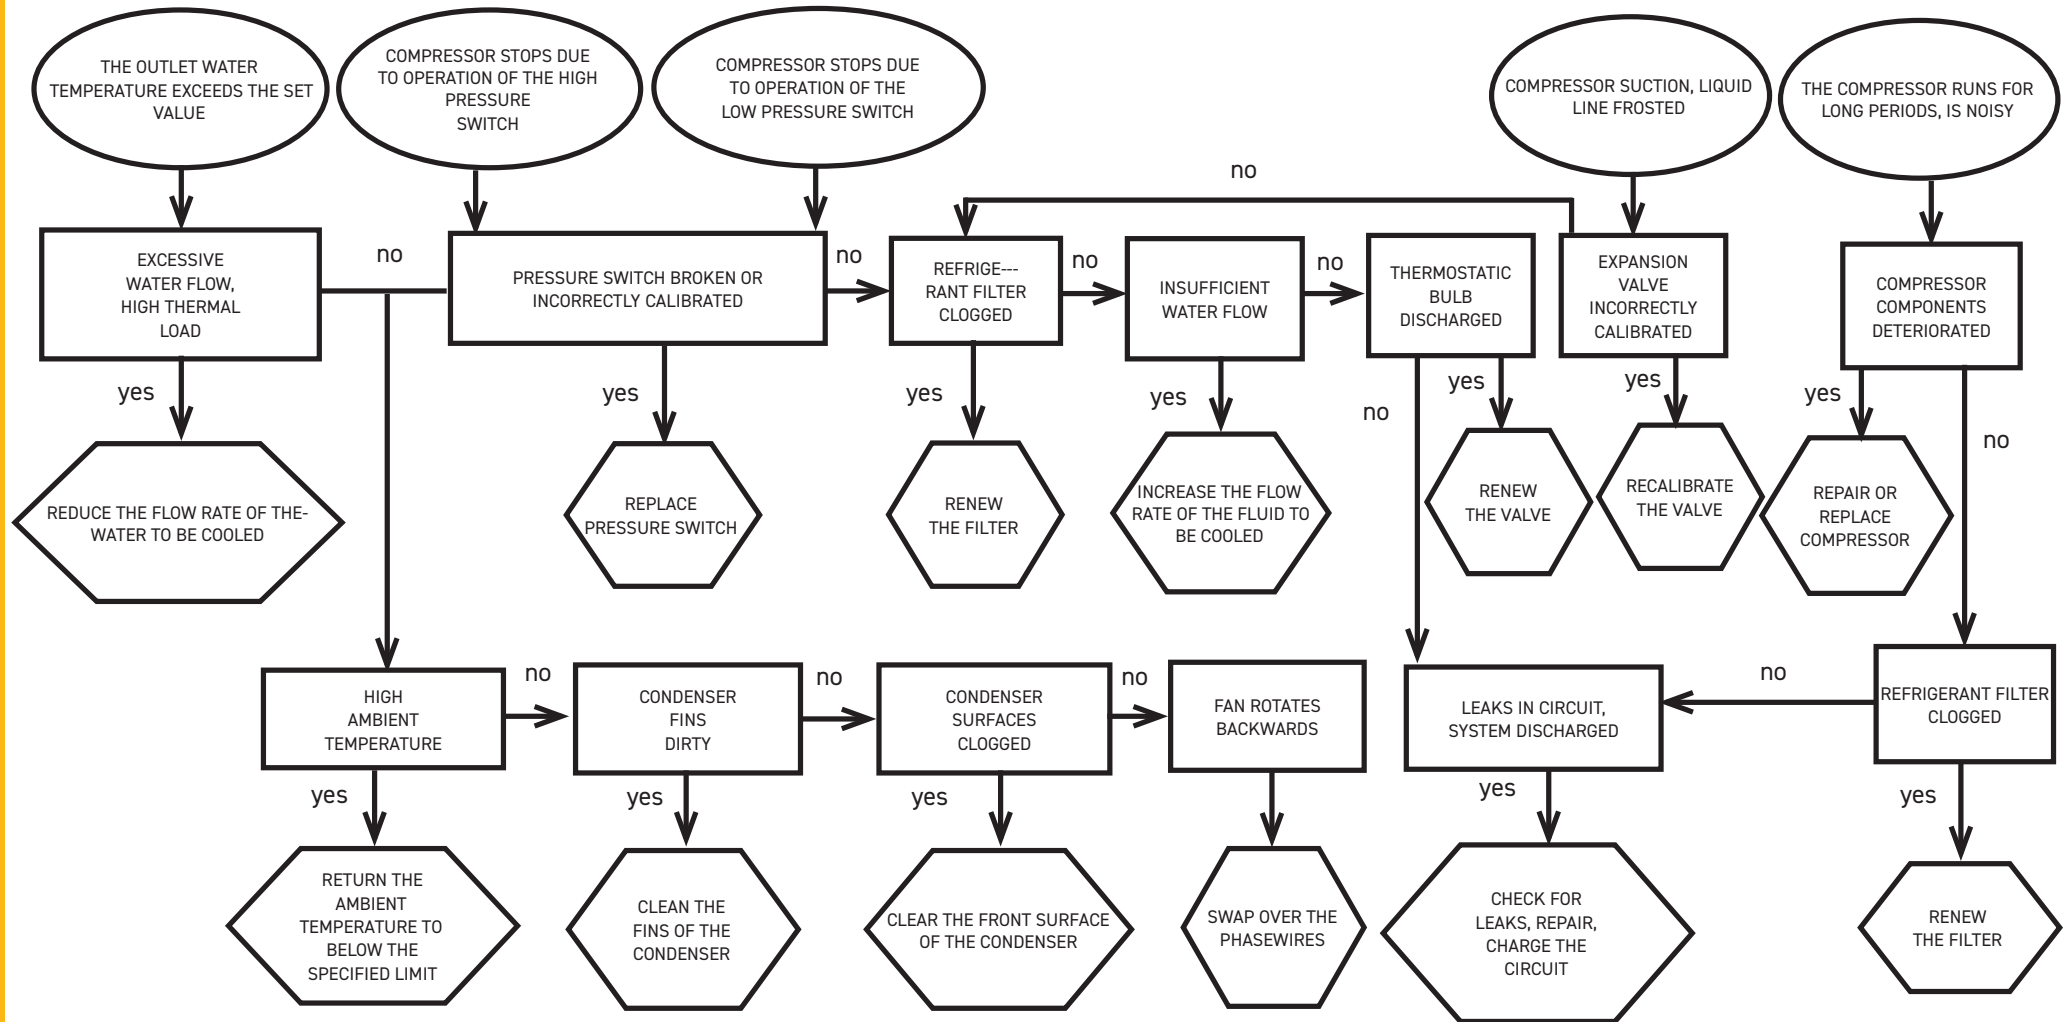 THE OUTLET WATER
TEMPERATURE EXCEEDS THE SET
VALUE
COMPRESSOR STOPS DUE
TO OPERATION OF THE HIGH
PRESSURE
SWITCH
COMPRESSOR STOPS DUE
TO OPERATION OF THE
LOW PRESSURE SWITCH
COMPRESSOR SUCTION, LIQUID
LINE FROSTED
THE COMPRESSOR RUNS FOR
LONG PERIODS, IS NOISY
no
EXCESSIVE
WATER FLOW,
HIGH THERMAL
LOAD
no
PRESSURE SWITCH BROKEN OR
INCORRECTLY CALIBRATED
no
REFRIGE---
RANT FILTER
CLOGGED
no
INSUFFICIENT
WATER FLOW
no
THERMOSTATIC
BULB
DISCHARGED
EXPANSION
VALVE
INCORRECTLY
CALIBRATED
COMPRESSOR
COMPONENTS
DETERIORATED
yes
yes
yes
yes
yes
no
yes
yes
no
REDUCE THE FLOW RATE OF THE-
WATER TO BE COOLED
REPLACE
PRESSURE SWITCH
RENEW
THE FILTER
INCREASE THE FLOW
RATE OF THE FLUID TO
BE COOLED
RENEW
THE VALVE
RECALIBRATE
THE VALVE
REPAIR OR
REPLACE
COMPRESSOR
HIGH
AMBIENT
TEMPERATURE
no
CONDENSER
FINS
DIRTY
no
CONDENSER
SURFACES
CLOGGED
no
FAN ROTATES
BACKWARDS
LEAKS IN CIRCUIT,
SYSTEM DISCHARGED
no
REFRIGERANT FILTER
CLOGGED
yes
yes
yes
yes
yes
RETURN THE
AMBIENT
TEMPERATURE TO
BELOW THE
SPECIFIED LIMIT
CLEAN THE
FINS OF THE
CONDENSER
CLEAR THE FRONT SURFACE
OF THE CONDENSER
SWAP OVER THE
PHASEWIRES
CHECK FOR
LEAKS, REPAIR,
CHARGE THE
CIRCUIT
RENEW
THE FILTER